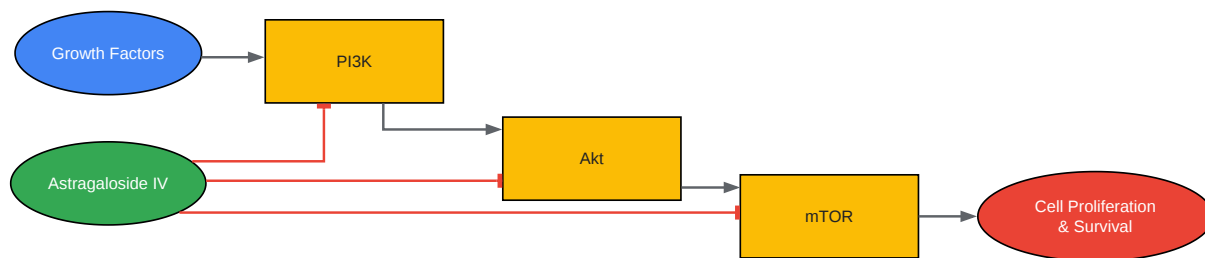 Growth Factors
PI3K
Akt
Astragaloside IV
mTOR
Cell Proliferation
& Survival